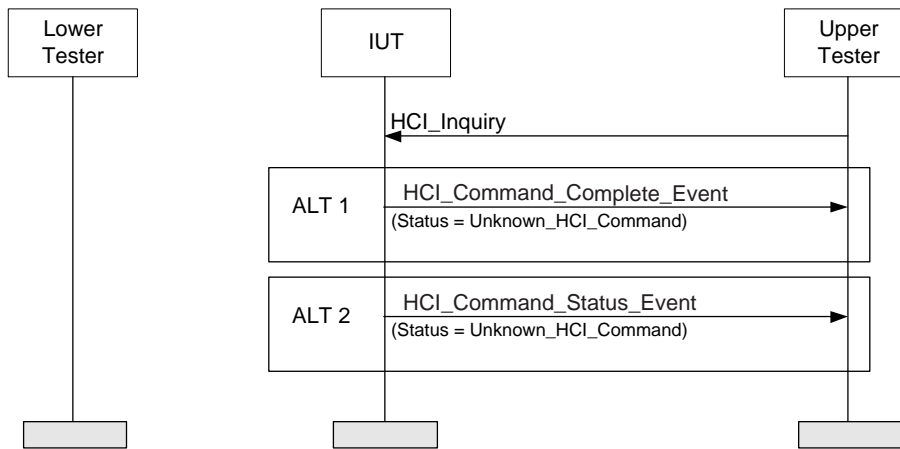 Lower
Tester
IUT
Upper
Tester
HCI_Inquiry
ALT 1
HCI_Command_Complete_Event
(Status = Unknown_HCI_Command)
ALT 2
HCI_Command_Status_Event
(Status = Unknown_HCI_Command)